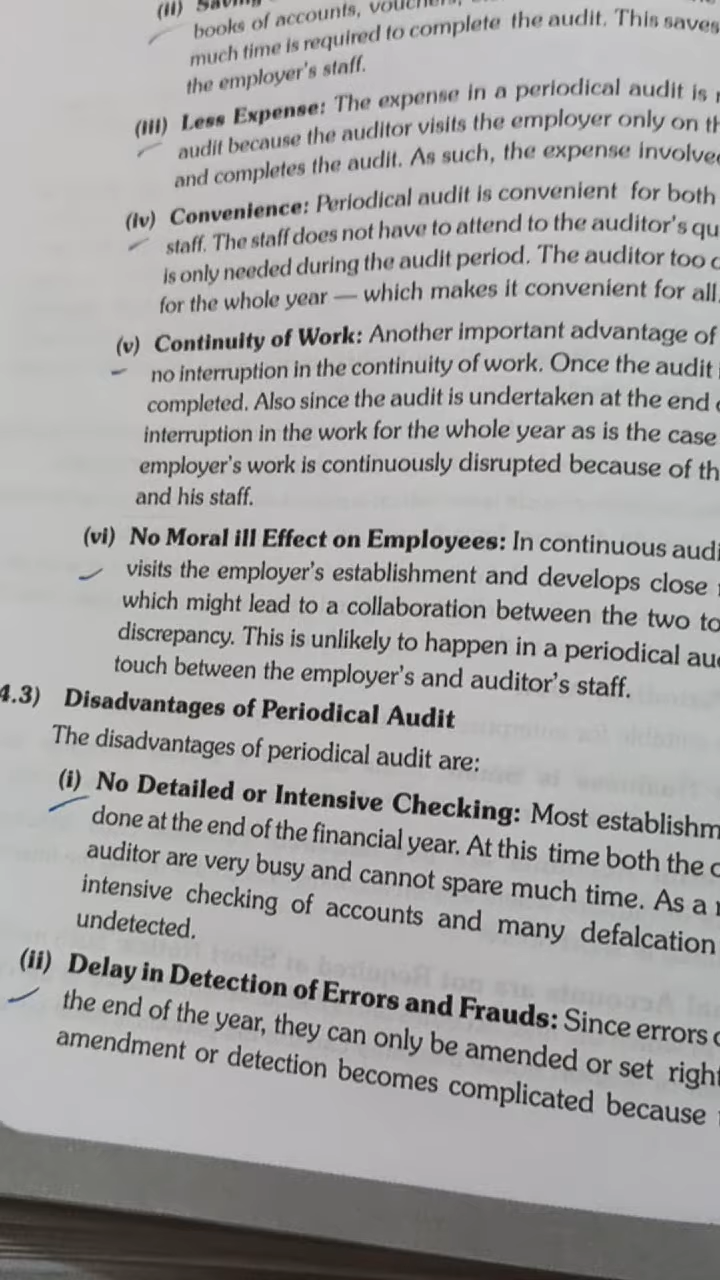 (ii)
books of accounts,
much time is required to complete the audit. This saves
the employer's staff.
(iii) Less Expense: The expense in a periodical audit is
audit because the auditor visits the employer only on
and completes the audit. As such, the expense
(iv) Convenience: Periodical audit is convenient for both
staff. The staff does not have to attend to the auditor's
is only needed during the audit period. The auditor too
for the whole year — which makes it convenient for all.
(v) Continuity of Work: Another important advantage of
no interruption in the continuity of work. Once the audit
completed. Also since the audit is undertaken at the end
interruption in the work for the whole year as is the case
employer's work is continuously disrupted because of
and his staff.
(vi) No Moral ill Effect on Employees: In continuous
visits the employer's establishment and develops close
which might lead to a collaboration between the two
discrepancy. This is unlikely to happen in a periodical
touch between the employer's and auditor's staff.
4.3) Disadvantages of Periodical Audit
The disadvantages of periodical audit are:
(i) No Detailed or Intensive Checking: Most
done at the end of the financial year. At this time both the
auditor are very busy and cannot spare much time. As a
intensive checking of accounts and many defalcation
undetected.
(ii) Delay in Detection of Errors and Frauds: Since errors
the end of the year, they can only be amended or set right
amendment or detection becomes complicated because